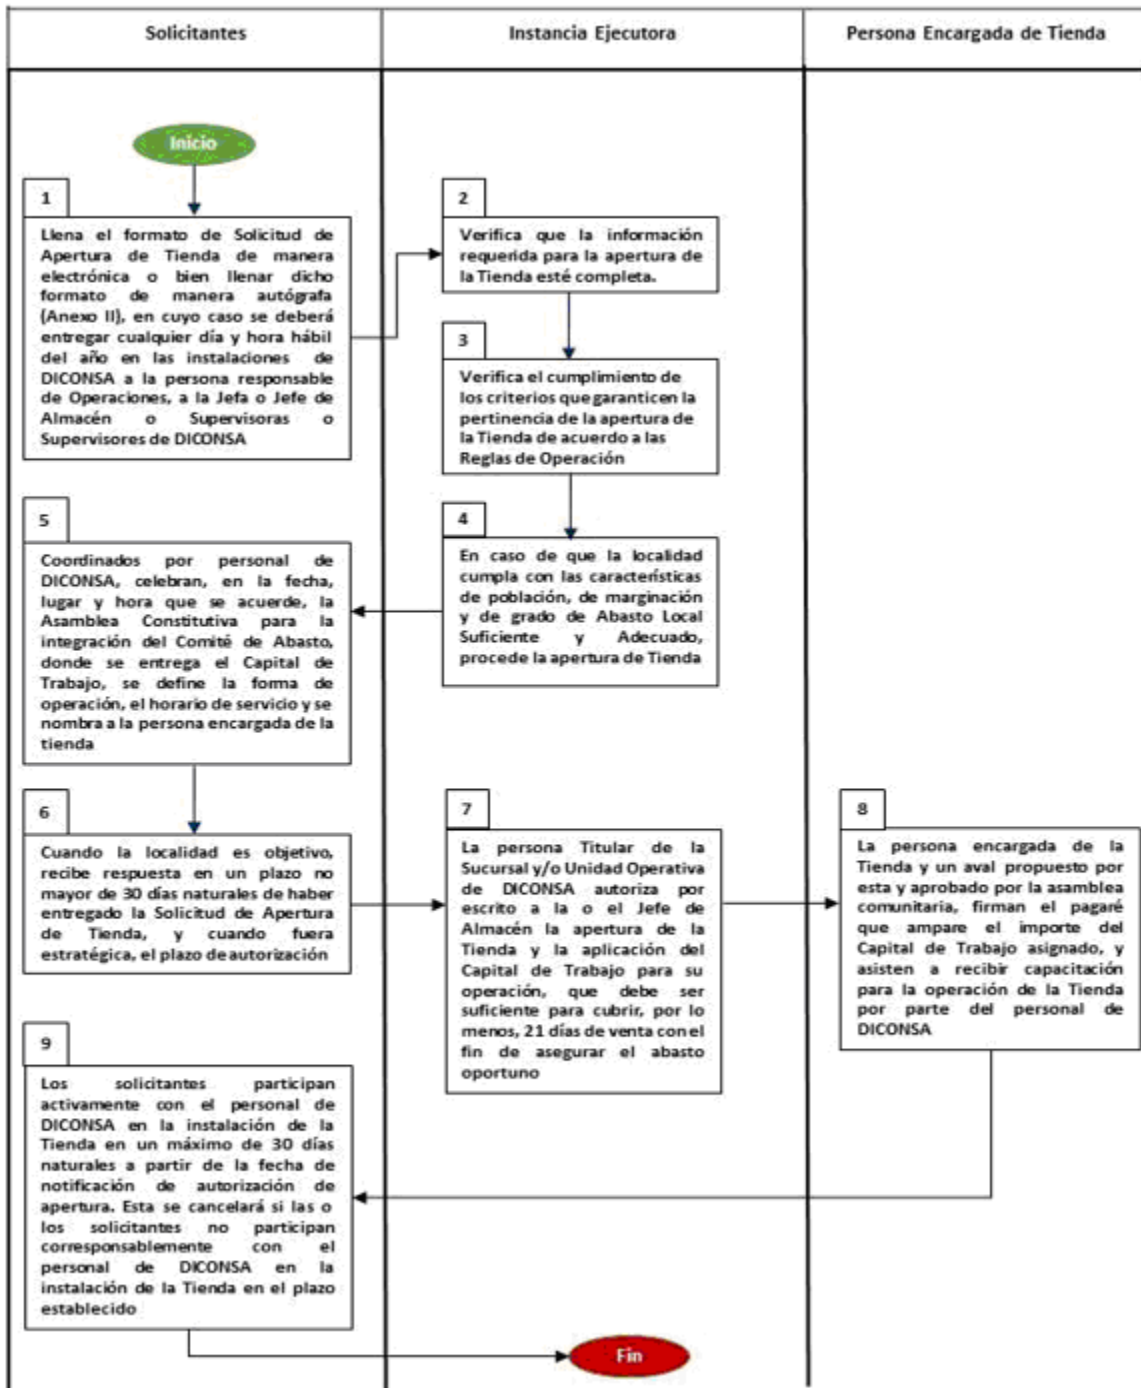 Solicitantes
Instancia Ejecutora
Persona Encargada de Tienda
Inicio
1
Llena el formato de Solicitud de
Apertura de Tienda de manera
electrónica o bien llenar dicho
formato de manera autógrafa
(Anexo II), en cuyo caso se deberá
entregar cualquier día y hora hábil
del año en las instalaciones de
DICONSA a la persona responsable
de Operaciones, a la Jefa o Jefe de
Almacén o Supervisoras o
Supervisores de DICONSA
2
Verifica que la información
requerida para la apertura de
la Tienda esté completa.
3
Verifica el cumplimiento de
los criterios que garanticen la
pertinencia de la apertura de
la Tienda de acuerdo a las
Reglas de Operación
4
En caso de que la localidad
cumpla con las características
de población, de marginación
y de grado de Abasto Local
Suficiente y Adecuado,
procede la apertura de Tienda
5
Coordinados por personal de
DICONSA, celebran, en la fecha,
lugar y hora que se acuerde, la
Asamblea Constitutiva para la
integración del Comité de Abasto,
donde se entrega el Capital de
Trabajo, se define la forma de
operación, el horario de servicio y se
nombra a la persona encargada de la
tienda
6
Cuando la localidad es objetivo,
recibe respuesta en un plazo no
mayor de 30 días naturales de haber
entregado la Solicitud de Apertura
de Tienda, y cuando fuera
estratégica, el plazo de autorización
7
La persona Titular de la
Sucursal y/o Unidad Operativa
de DICONSA autoriza por
escrito a la o el Jefe de
Almacén la apertura de la
Tienda y la aplicación del
Capital de Trabajo para su
operación, que debe ser
suficiente para cubrir, por lo
menos, 21 días de venta con el
fin de asegurar el abasto
oportuno
8
La persona encargada de la
Tienda y un aval propuesto por
esta y aprobado por la asamblea
comunitaria, firman el pagaré
que ampare el importe del
Capital de Trabajo asignado, y
asisten a recibir capacitación
para la operación de la Tienda
por parte del personal de
DICONSA
9
Los solicitantes participan
activamente con el personal de
DICONSA en la instalación de la
Tienda en un máximo de 30 días
naturales a partir de la fecha de
notificación de autorización de
apertura. Esta se cancelará si las o
los solicitantes no participan
corresponsablemente con el
personal de DICONSA en la
instalación de la Tienda en el plazo
establecido
Fin